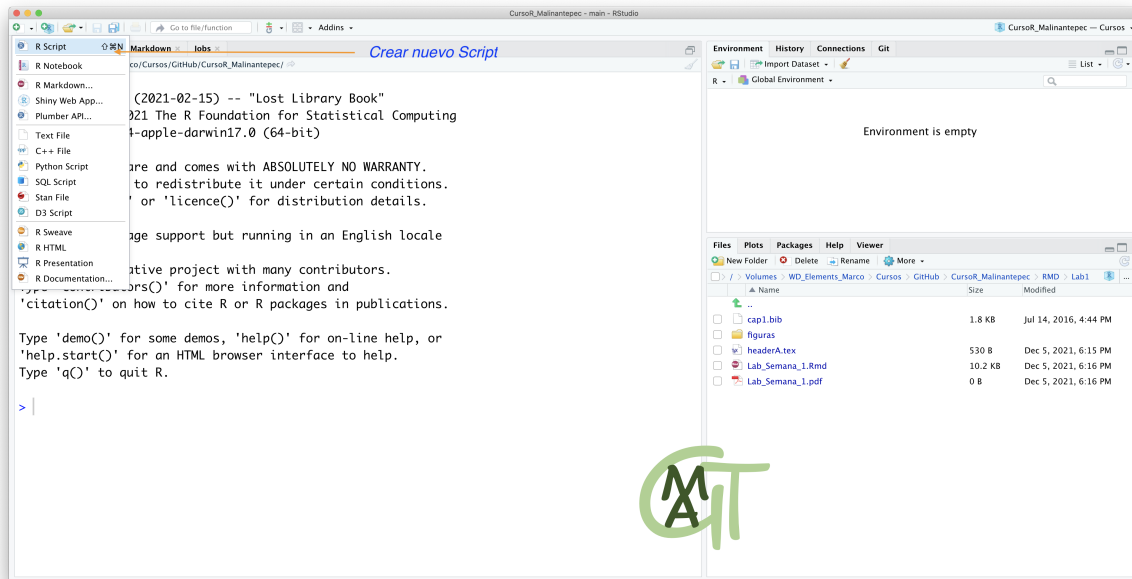 CursoR_Malinantepec - main - RStudio
Go to file/function
Addins
CursoR_Malinantepec — Cursos
R Script ⇧⌘N
R Notebook
R Markdown...
Shiny Web App...
Plumber API...
Text File
C++ File
Python Script
SQL Script
Stan File
D3 Script
R Sweave
R HTML
R Presentation
R Documentation...
Markdown Jobs
Crear nuevo Script
co/Cursos/GitHub/CursoR_Malinantepec/
(2021-02-15) -- "Lost Library Book"
021 The R Foundation for Statistical Computing
-apple-darwin17.0 (64-bit)
are and comes with ABSOLUTELY NO WARRANTY.
to redistribute it under certain conditions.
' or 'licence()' for distribution details.
age support but running in an English locale
ative project with many contributors.
for more information and
'citation()' on how to cite R or R packages in publications.
Type 'demo()' for some demos, 'help()' for on-line help, or
'help.start()' for an HTML browser interface to help.
Type 'q()' to quit R.
>
Environment History Connections Git
Import Dataset List
R Global Environment
Environment is empty
Files Plots Packages Help Viewer
New Folder Delete Rename More
/ > Volumes > WD_Elements_Marco > Cursos > GitHub > CursoR_Malinantepec > RMD > Lab1 ...
Name Size Modified
..
cap1.bib 1.8 KB Jul 14, 2016, 4:44 PM
figuras
headerA.tex 530 B Dec 5, 2021, 6:15 PM
Lab_Semana_1.Rmd 10.2 KB Dec 5, 2021, 6:16 PM
Lab_Semana_1.pdf 0 B Dec 5, 2021, 6:16 PM
MA
GIT